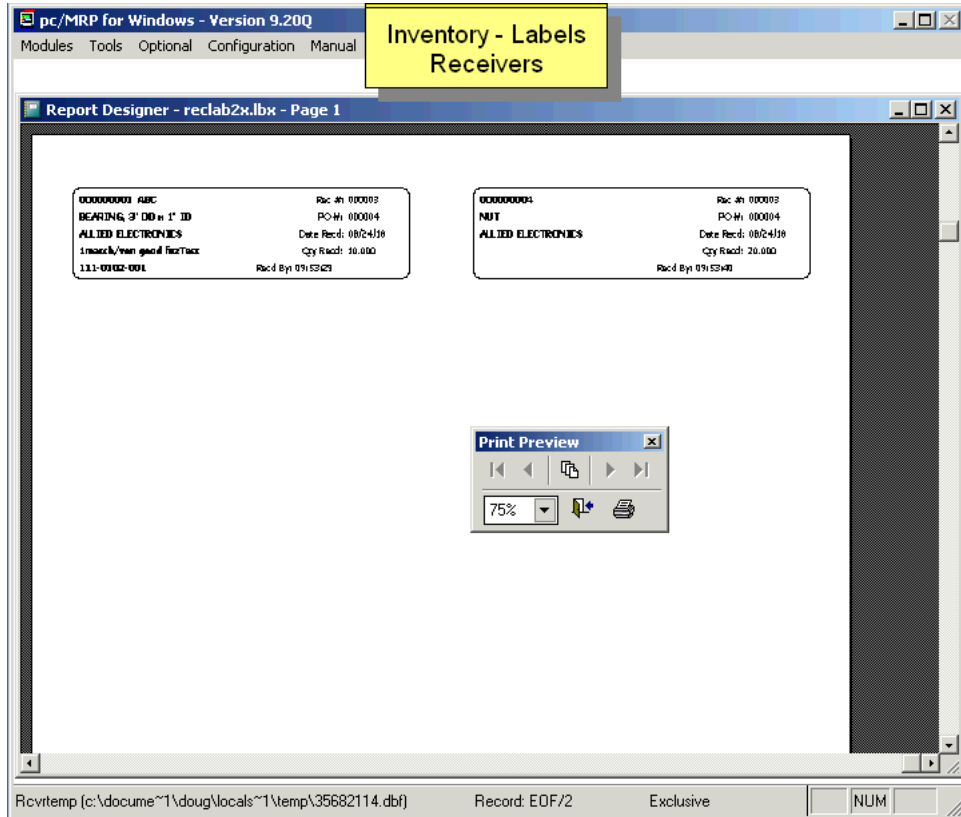 pc/MRP for Windows - Version 9.20Q
Inventory - Labels
Receivers
Modules Tools Optional Configuration Manual
Report Designer - reclab2x.lbx - Page 1
000000001 ABC Rec #: 000003
BEARING, 3" OD x 1" ID PO #: 000004
ALLIED ELECTRONICS Date Recd: 08/24/18
Qty Recd: 10.000
111-0102-001 Recd By: 09:53:29
000000004 Rec #: 000003
NUT PO #: 000004
ALLIED ELECTRONICS Date Recd: 08/24/18
Qty Recd: 20.000
Recd By: 09:53:40
Print Preview
75%
Rcvrtemp (c:\docume~1\doug\locals~1\temp\35682114.dbf) Record: EOF/2 Exclusive NUM